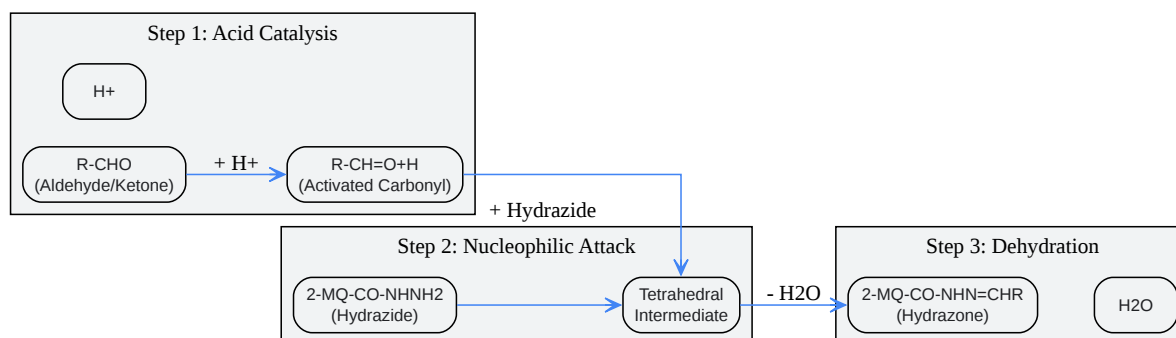 Step 1: Acid Catalysis
H+
R-CHO
(Aldehyde/Ketone)
+ H+
R-CH=O+H
(Activated Carbonyl)
+ Hydrazide
Step 2: Nucleophilic Attack
2-MQ-CO-NHNH2
(Hydrazide)
Tetrahedral
Intermediate
- H2O
Step 3: Dehydration
2-MQ-CO-NHN=CHR
(Hydrazone)
H2O